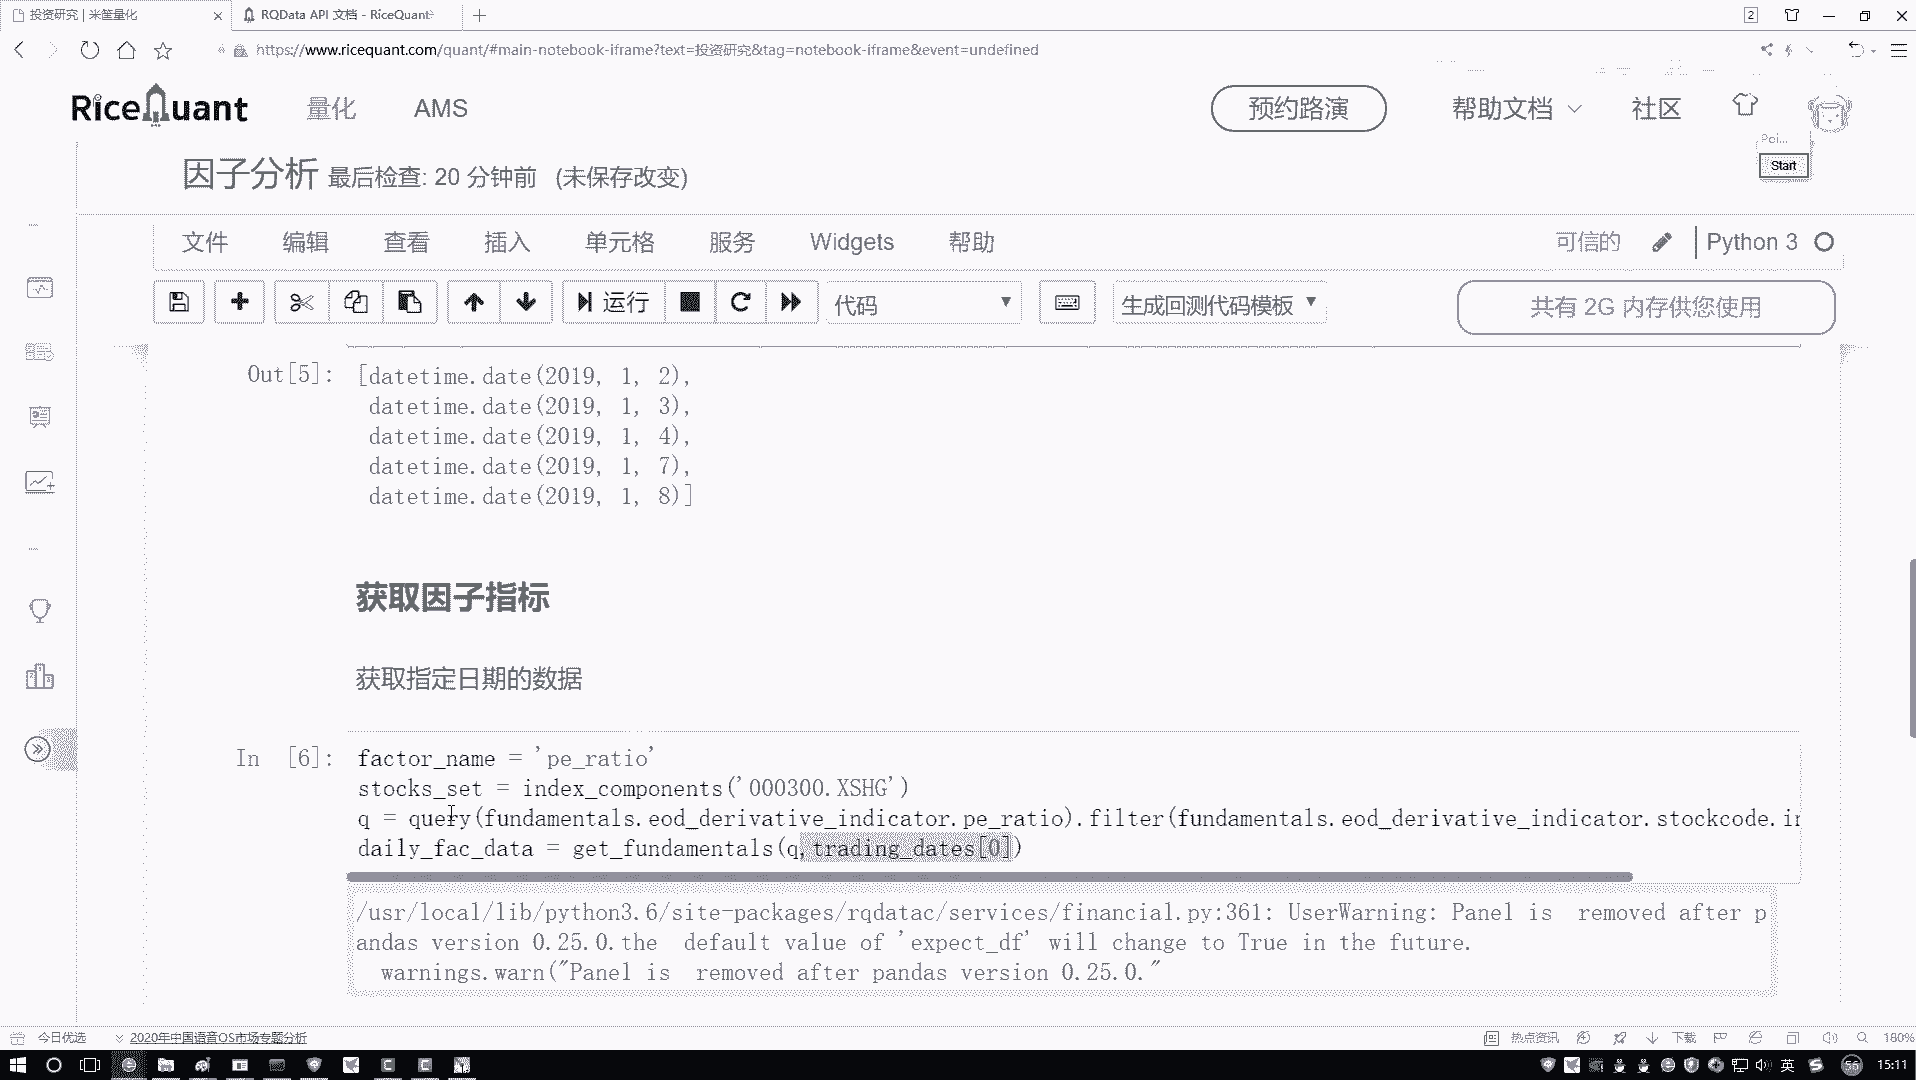 投资研究 | 米筐量化
RQData API 文档 - RiceQuant
2
https://www.ricequant.com/quant/#main-notebook-iframe?text=投资研究&tag=notebook-iframe&event=undefined
RiceQuant
量化
AMS
预约路演
帮助文档
社区
Poi...
Start
因子分析 最后检查: 20 分钟前 (未保存改变)
文件
编辑
查看
插入
单元格
服务
Widgets
帮助
可信的
Python 3
运行
代码
生成回测代码模板
共有 2G 内存供您使用
Out[5]: [datetime.date(2019, 1, 2),
datetime.date(2019, 1, 3),
datetime.date(2019, 1, 4),
datetime.date(2019, 1, 7),
datetime.date(2019, 1, 8)]
获取因子指标
获取指定日期的数据
In [6]: factor_name = 'pe_ratio'
stocks_set = index_components('000300.XSHG')
q = query(fundamentals.eod_derivative_indicator.pe_ratio).filter(fundamentals.eod_derivative_indicator.stockcode.in
daily_fac_data = get_fundamentals(q,trading_dates[0])
/usr/local/lib/python3.6/site-packages/rqdatac/services/financial.py:361: UserWarning: Panel is  removed after p
andas version 0.25.0.the  default value of 'expect_df' will change to True in the future.
warnings.warn("Panel is  removed after pandas version 0.25.0."
今日优选
2020年中国语音OS市场专题分析
热点资讯
下载
180%
英
56
15:11